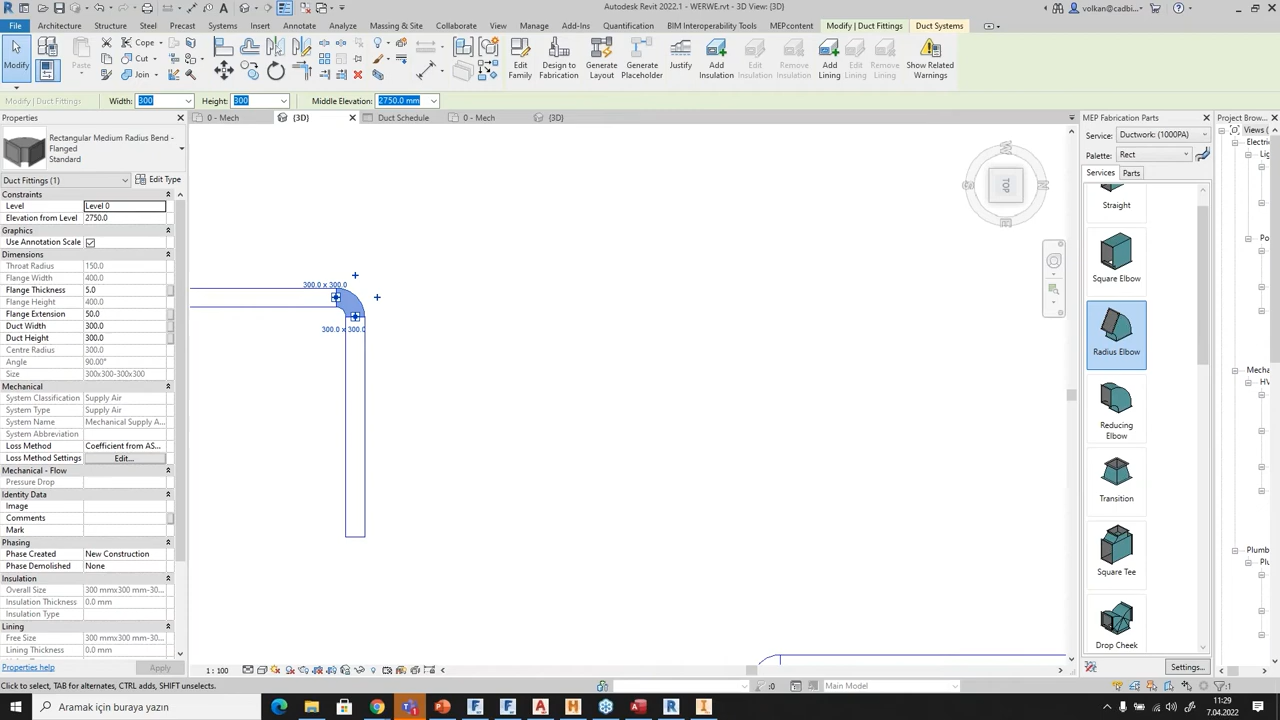 Autodesk Revit 2022.1 - WERWE.rvt - 3D View: {3D}
volkan@cadbi...
File
Architecture
Structure
Steel
Precast
Systems
Insert
Annotate
Analyze
Massing & Site
Collaborate
View
Manage
Add-Ins
Quantification
BIM Interoperability Tools
MEPcontent
Modify | Duct Fittings
Duct Systems
Modify
Paste
Cope
Cut
Join
Edit Family
Design to Fabrication
Generate Layout
Generate Placeholder
Justify
Add Insulation
Edit Insulation
Remove Insulation
Add Lining
Edit Lining
Remove Lining
Show Related Warnings
Modify | Duct Fittings
Width: 300
Height: 300
Middle Elevation: 2750.0 mm
Properties
0 - Mech
{3D}
Duct Schedule
0 - Mech
{3D}
Rectangular Medium Radius Bend - Flanged
Standard
Duct Fittings (1)
Edit Type
Constraints
Level Level 0
Elevation from Level 2750.0
Graphics
Use Annotation Scale
Dimensions
Throat Radius 150.0
Flange Width 400.0
Flange Thickness 5.0
Flange Height 400.0
Flange Extension 50.0
Duct Width 300.0
Duct Height 300.0
Centre Radius 300.0
Angle 90.00°
Size 300x300-300x300
Mechanical
System Classification Supply Air
System Type Supply Air
System Name Mechanical Supply A...
System Abbreviation
Loss Method Coefficient from AS...
Loss Method Settings Edit...
Mechanical - Flow
Pressure Drop
Identity Data
Image
Comments
Mark
Phasing
Phase Created New Construction
Phase Demolished None
Insulation
Overall Size 300 mmx300 mm-30...
Insulation Thickness 0.0 mm
Insulation Type
Lining
Free Size 300 mmx300 mm-30...
Lining Thickness 0.0 mm
Properties help
Apply
300.0 x 300.0
300.0 x 300.0
TOP
W
N
S
E
1 : 100
MEP Fabrication Parts
Service: Ductwork: (1000PA)
Palette: Rect
Services
Parts
Straight
Square Elbow
Radius Elbow
Reducing Elbow
Transition
Square Tee
Drop Cheek
Settings...
Project Brow...
Views (
Electric
Lig
Po
Mecha
HV
Plumb
Plu
Click to select, TAB for alternates, CTRL adds, SHIFT unselects.
:0
Main Model
:1
Aramak için buraya yazın
11:29
7.04.2022